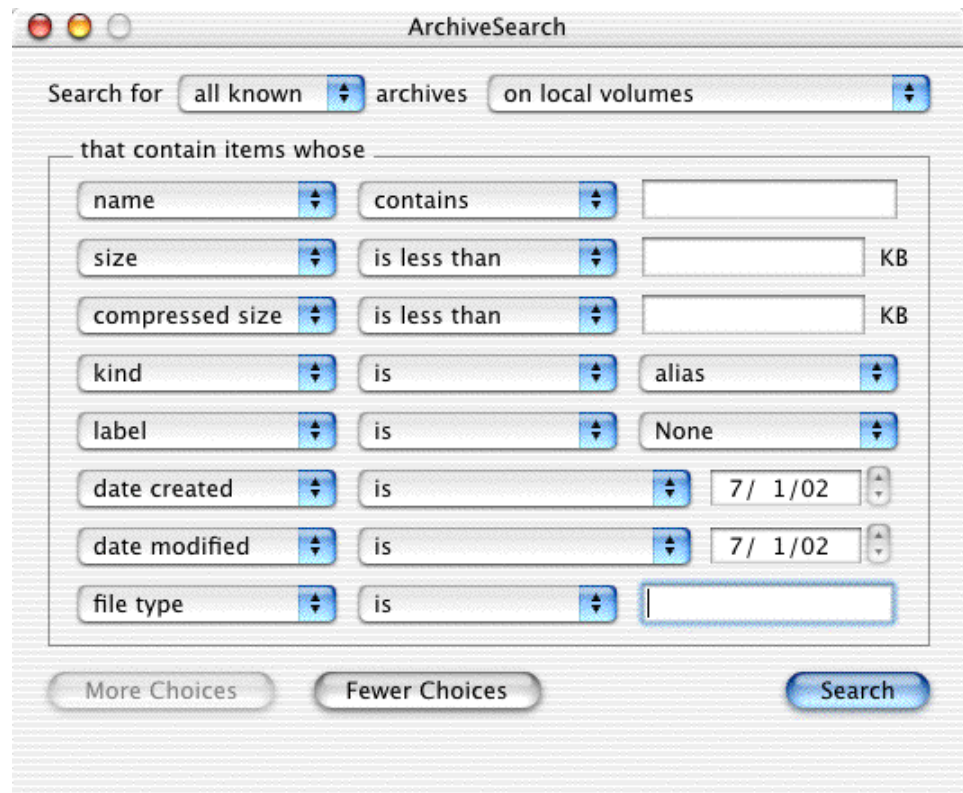 ArchiveSearch
Search for all known archives on local volumes
that contain items whose
name contains
size is less than KB
compressed size is less than KB
kind is alias
label is None
date created is 7/ 1/02
date modified is 7/ 1/02
file type is
More Choices Fewer Choices Search